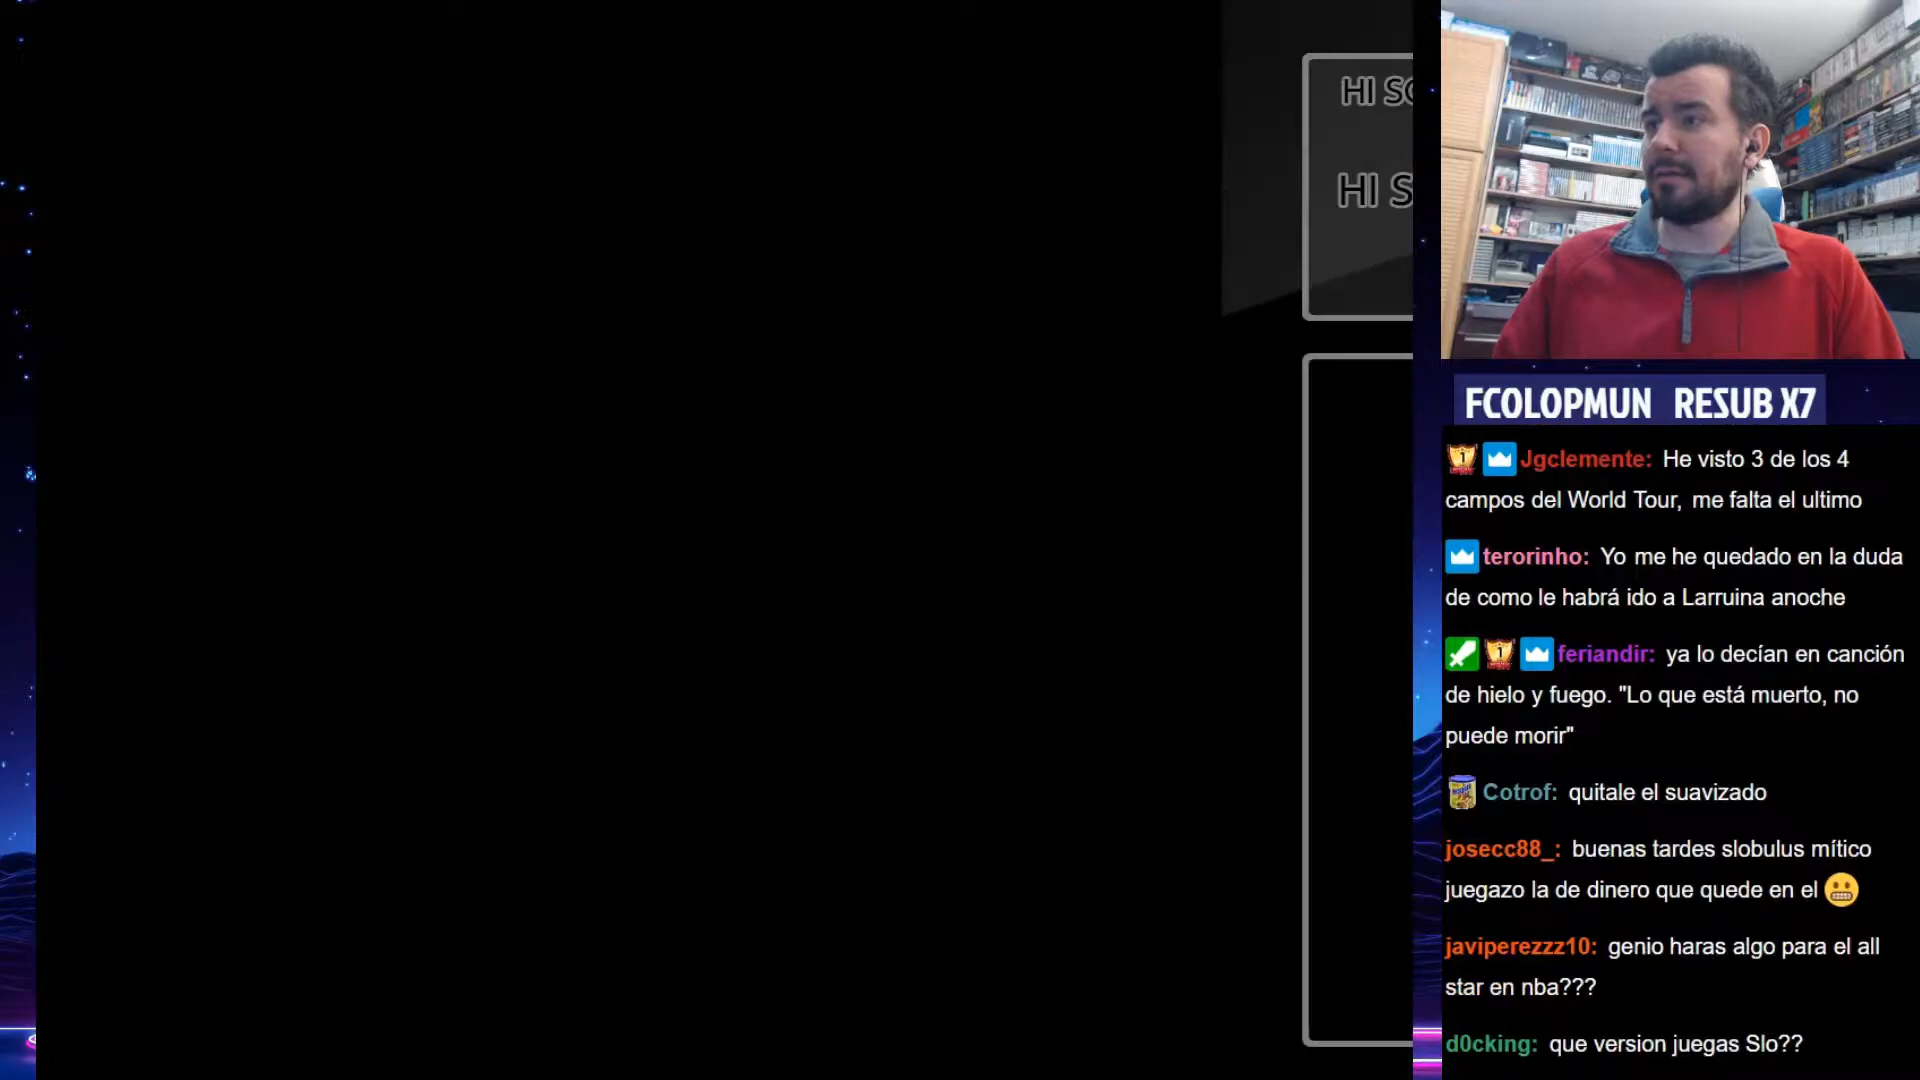 HI SC
HI S
FCOLOPMUN RESUB X7
Jgclemente: He visto 3 de los 4
campos del World Tour, me falta el ultimo
terorinho: Yo me he quedado en la duda
de como le habrá ido a Larruina anoche
feriandir: ya lo decían en canción
de hielo y fuego. "Lo que está muerto, no
puede morir"
Cotrof: quitale el suavizado
josecc88_: buenas tardes slobulus mítico
juegazo la de dinero que quede en el 😬
javiperezzz10: genio haras algo para el all
star en nba???
d0cking: que version juegas Slo??